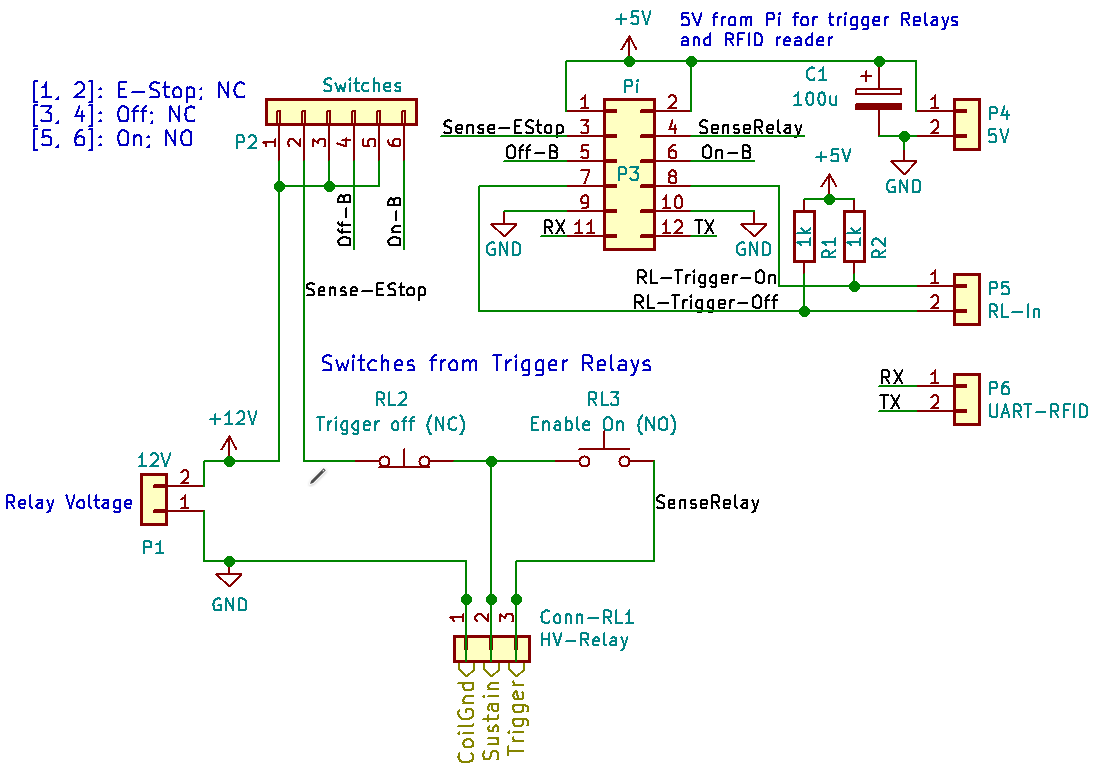 +5V
5V from Pi for trigger Relays
and RFID reader
[1, 2]: E-Stop; NC
[3, 4]: Off; NC
[5, 6]: On; NO
Switches
P2
1 2 3 4 5 6
Off-B
On-B
Sense-EStop
Pi
P3
1 2
Sense-EStop 3 4 SenseRelay
Off-B 5 6 On-B
7 8
9 10
RX 11 12 TX
GND
GND
C1
100u
+
1
2
P4
5V
GND
+5V
1k
R1
1k
R2
RL-Trigger-On
RL-Trigger-Off
1
2
P5
RL-In
RX 1
TX 2
P6
UART-RFID
Switches from Trigger Relays
RL2
Trigger off (NC)
RL3
Enable On (NO)
+12V
12V
2
1
Relay Voltage
P1
GND
SenseRelay
1 2 3
Conn-RL1
HV-Relay
CoilGnd
Sustain
Trigger